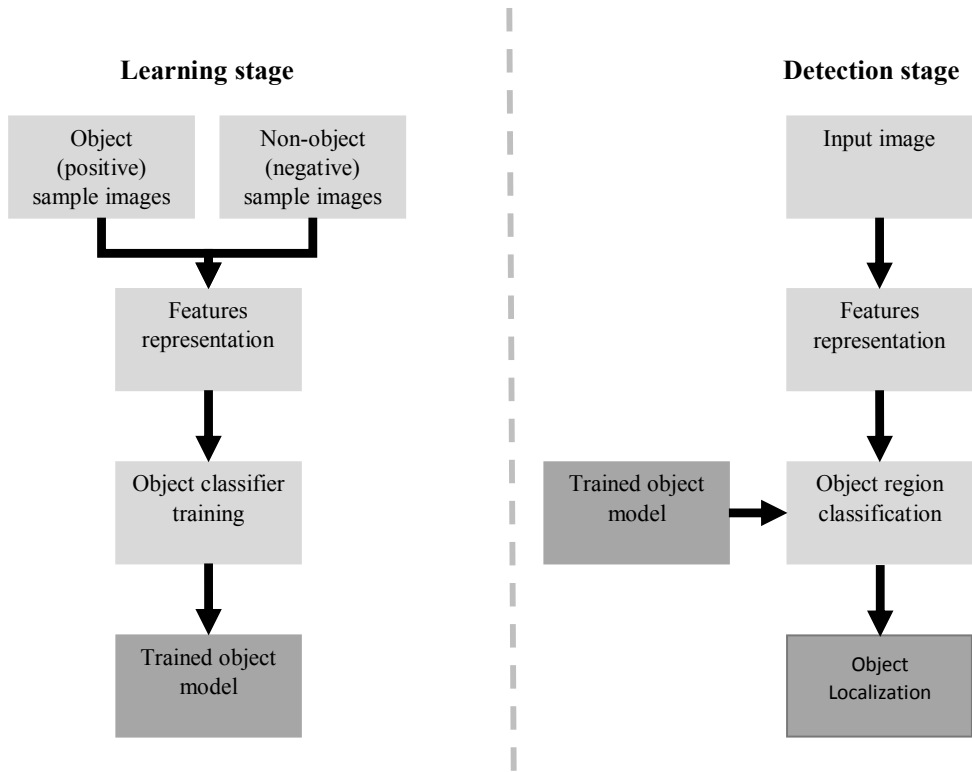 Learning stage
Object
(positive)
sample images
Non-object
(negative)
sample images
Features
representation
Object classifier
training
Trained object
model
Detection stage
Input image
Features
representation
Trained object
model
Object region
classification
Object
Localization